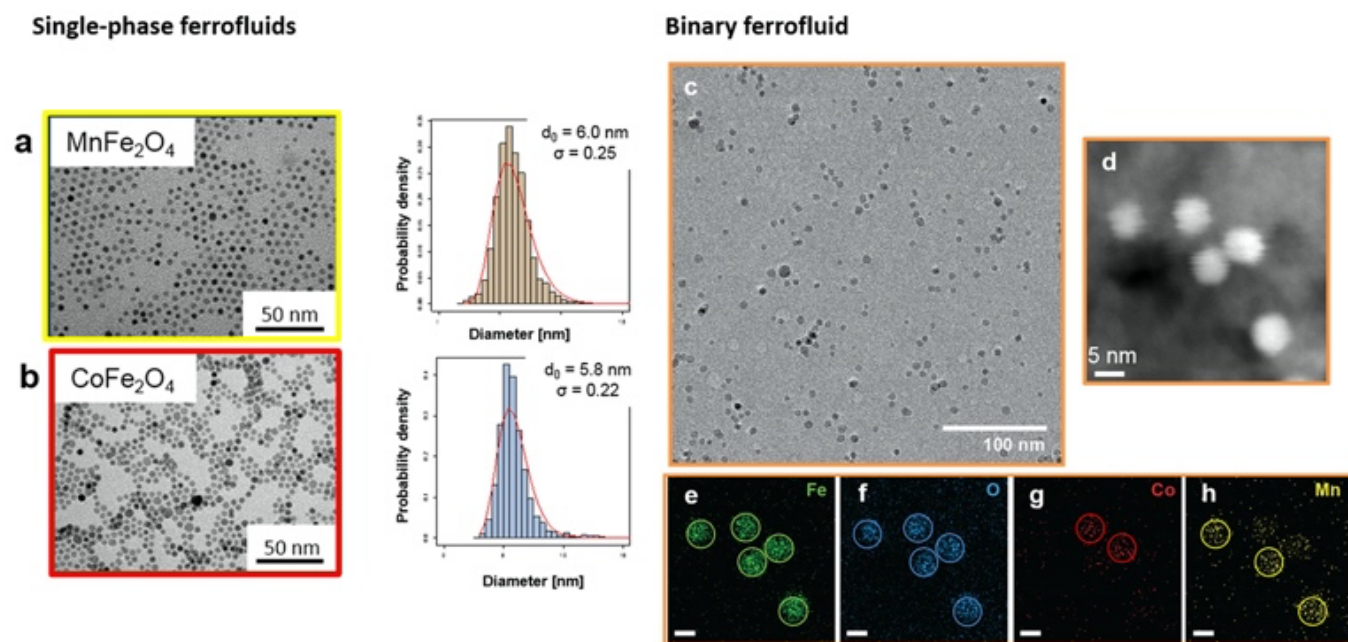 Single-phase ferrofluids
a
MnFe₂O₄
50 nm
Probability density
d₀ = 6.0 nm
σ = 0.25
Diameter [nm]
b
CoFe₂O₄
50 nm
Probability density
d₀ = 5.8 nm
σ = 0.22
Diameter [nm]
Binary ferrofluid
c
100 nm
d
5 nm
e Fe
f O
g Co
h Mn